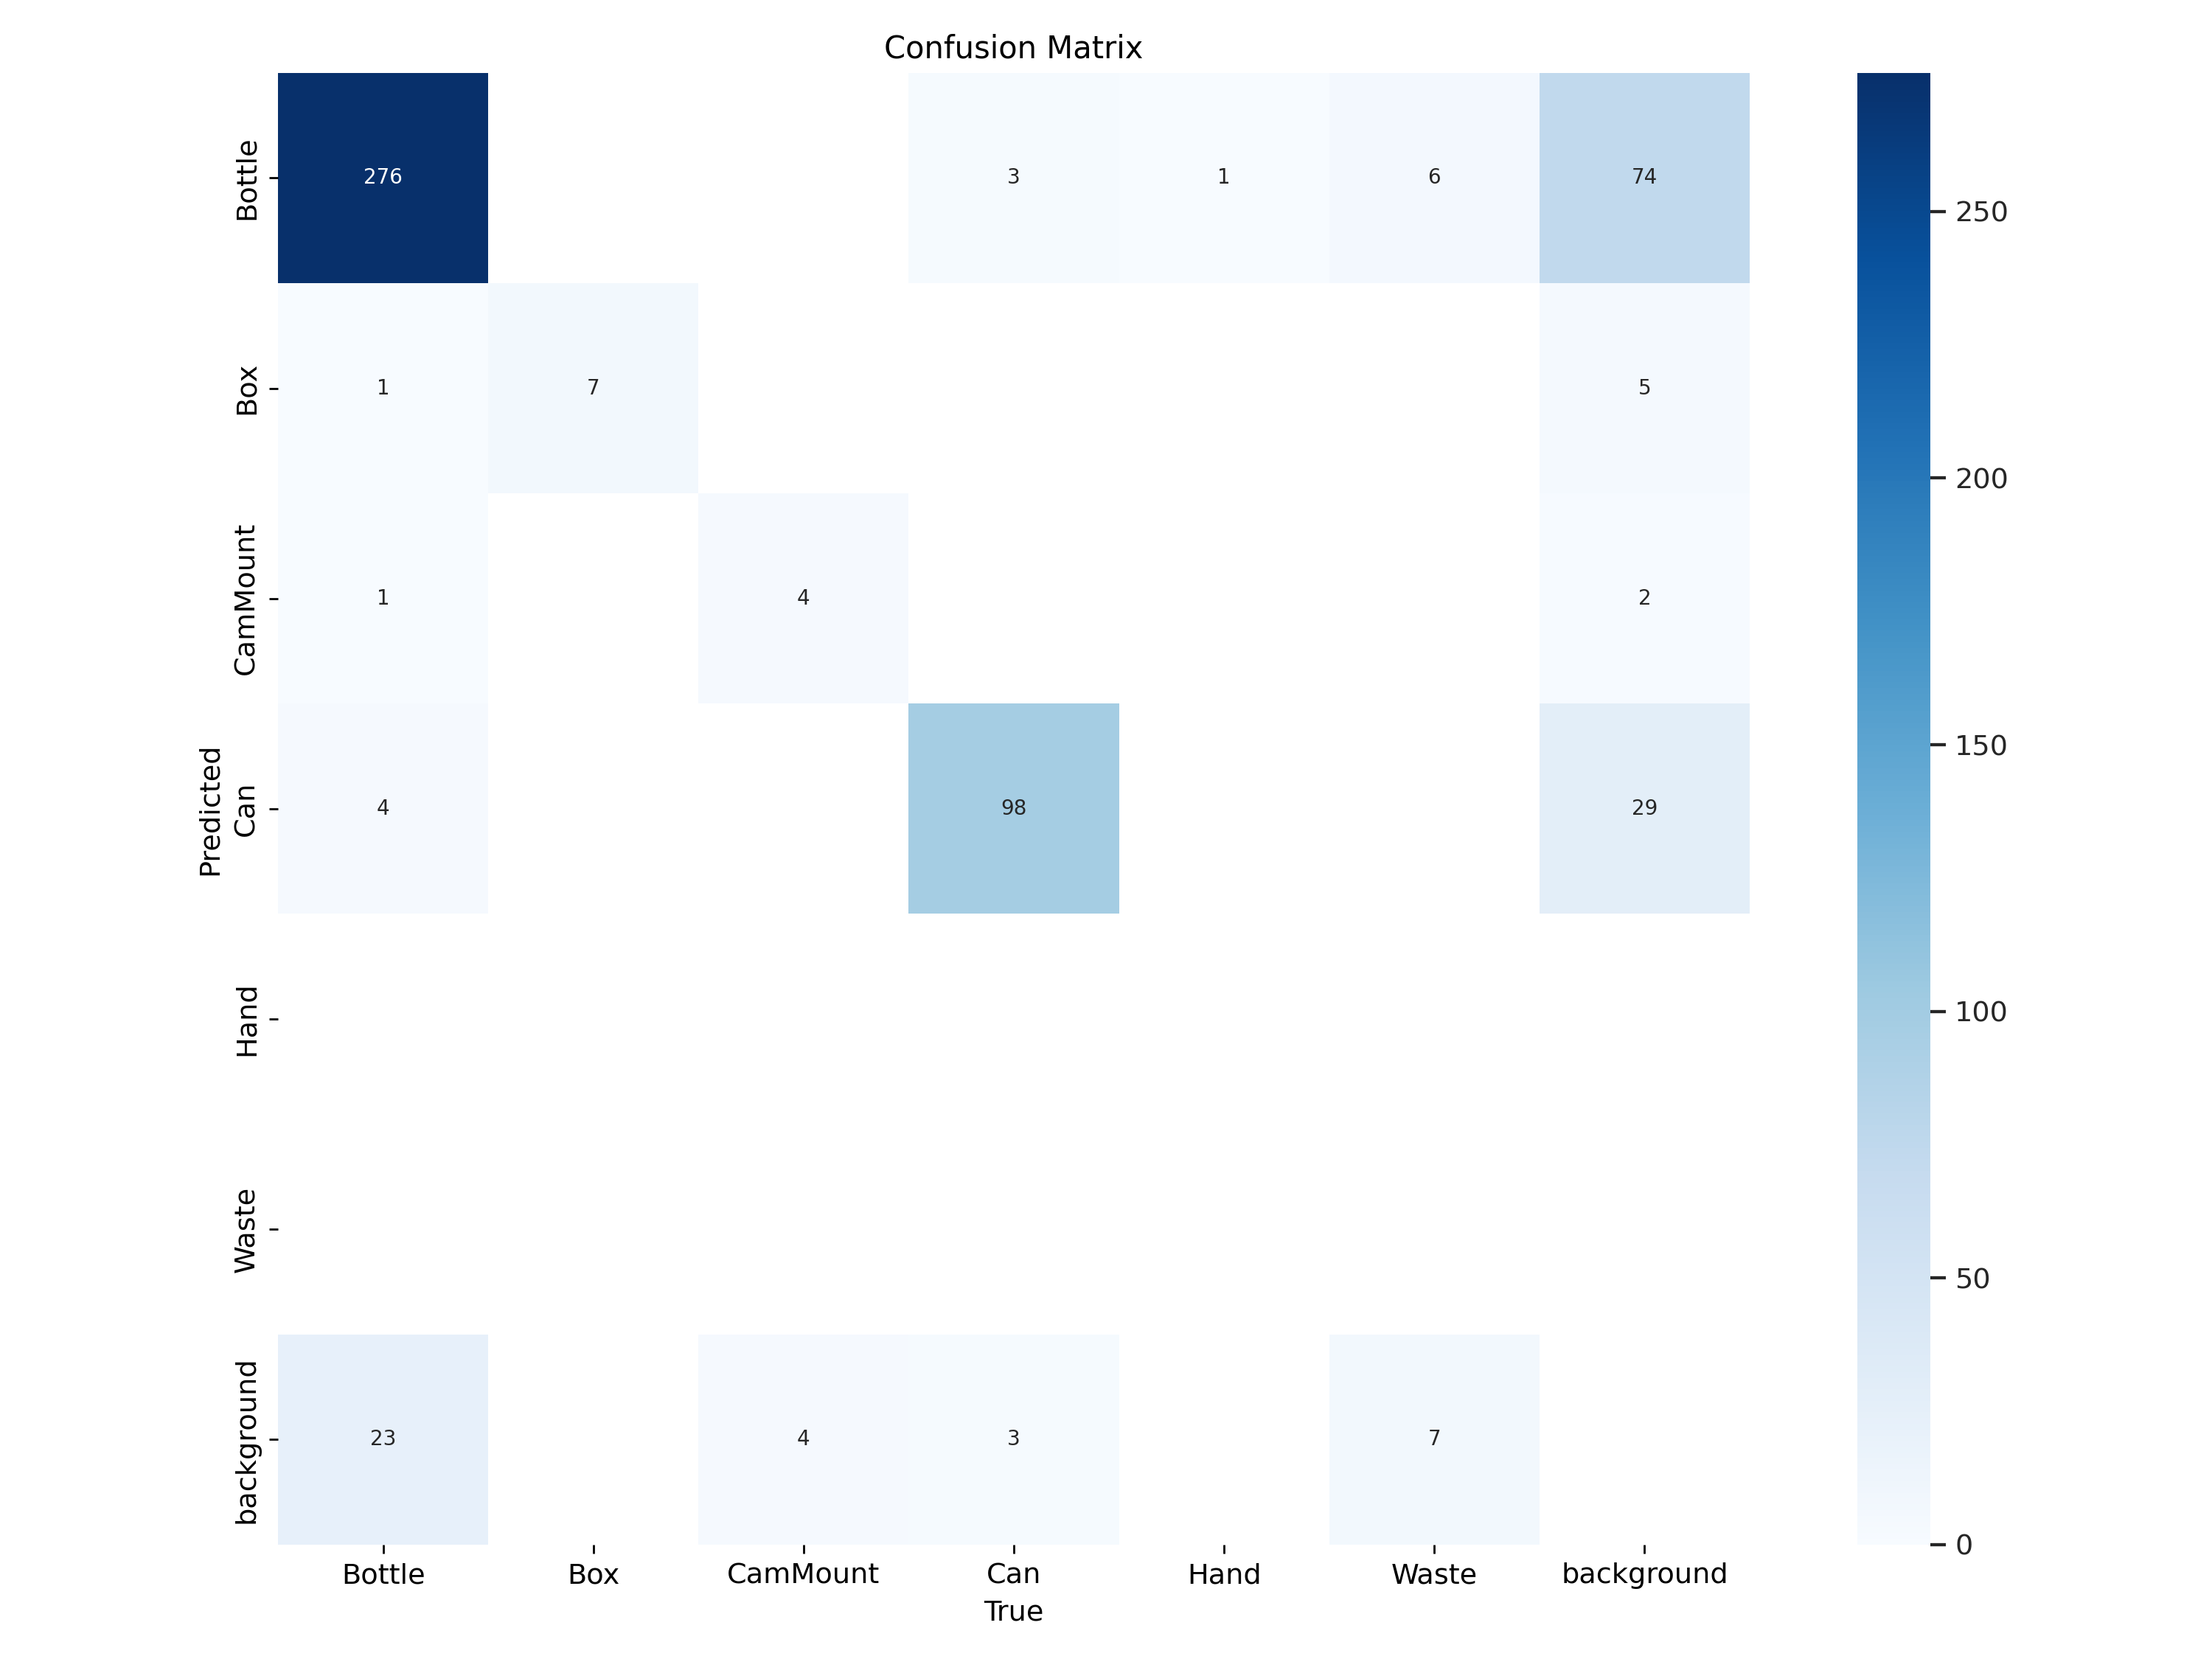 Confusion Matrix
Bottle
276
3
1
6
74
250
Box
1
7
5
200
CamMount
1
4
2
150
Predicted
Can
4
98
29
100
Hand
Waste
50
background
23
4
3
7
0
Bottle
Box
CamMount
Can
Hand
Waste
background
True